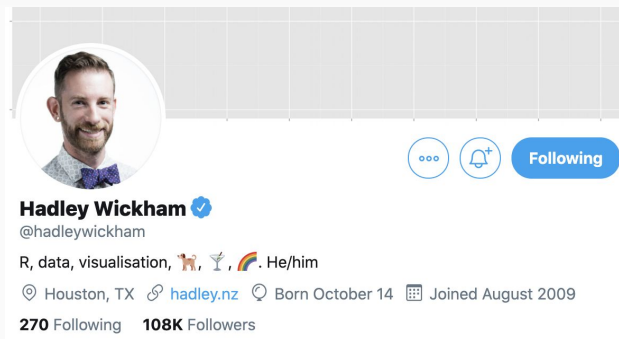 Following
Hadley Wickham
@hadleywickham
R, data, visualisation, 🐕, 🍸, 🌈. He/him
Houston, TX hadley.nz Born October 14 Joined August 2009
270 Following 108K Followers